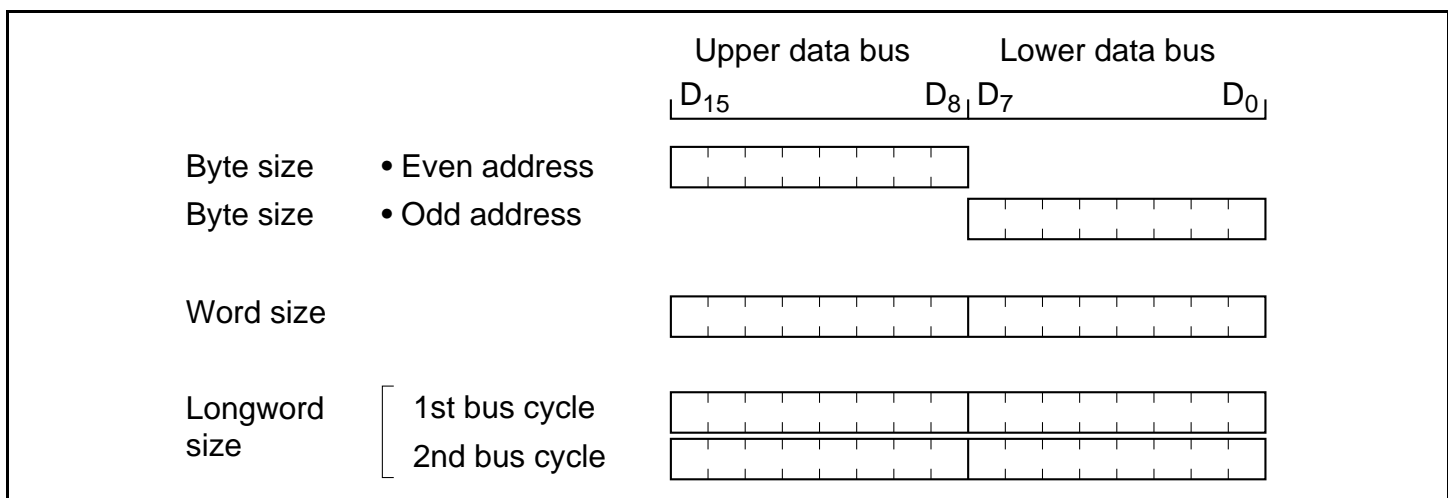 Upper data bus Lower data bus
D15 D8 D7 D0
Byte size • Even address
Byte size • Odd address
Word size
Longword size 1st bus cycle
2nd bus cycle